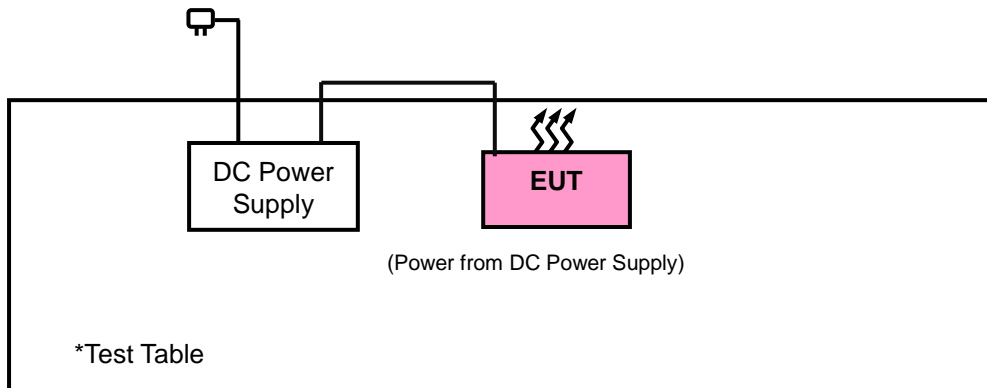 DC Power
Supply
EUT
(Power from DC Power Supply)
*Test Table